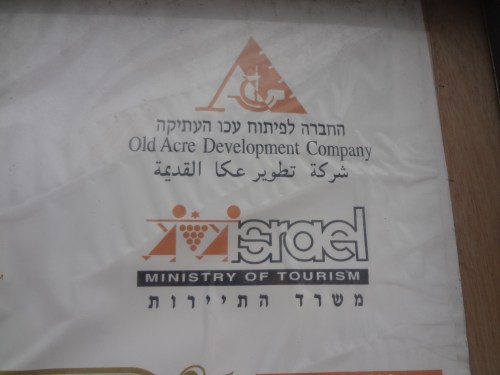 החברה לפיתוח עכו העתיקה
Old Acre Development Company
شركة تطوير عكا القديمة
israel
MINISTRY OF TOURISM
משרד התיירות